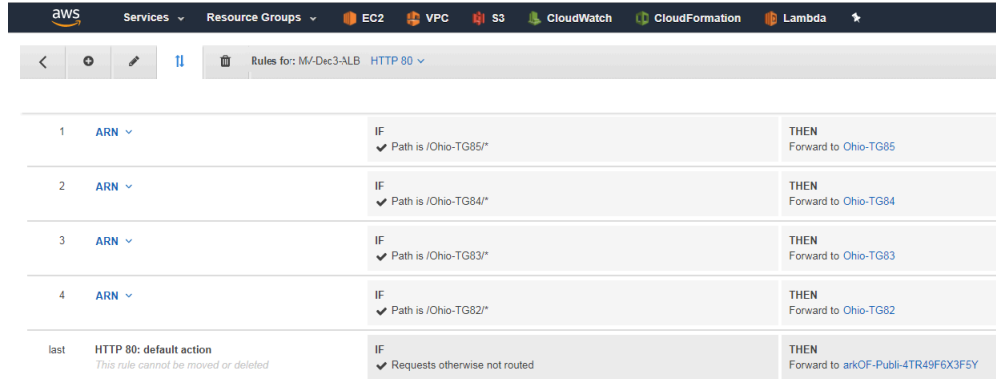 aws Services Resource Groups EC2 VPC S3 CloudWatch CloudFormation Lambda
Rules for: MV-Dec3-ALB HTTP 80
1 ARN IF THEN
Path is /Ohio-TG85/* Forward to Ohio-TG85
2 ARN IF THEN
Path is /Ohio-TG84/* Forward to Ohio-TG84
3 ARN IF THEN
Path is /Ohio-TG83/* Forward to Ohio-TG83
4 ARN IF THEN
Path is /Ohio-TG82/* Forward to Ohio-TG82
last HTTP 80: default action IF THEN
This rule cannot be moved or deleted Requests otherwise not routed Forward to arkOF-Publi-4TR49F6X3F5Y